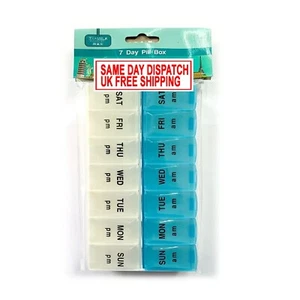 7 Day Pill Box
SAME DAY DISPATCH
UK FREE SHIPPING
SAT pm
SAT am
FRI pm
FRI am
THU pm
THU am
WED pm
WED am
TUE pm
TUE am
MON pm
MON am
SUN pm
SUN am